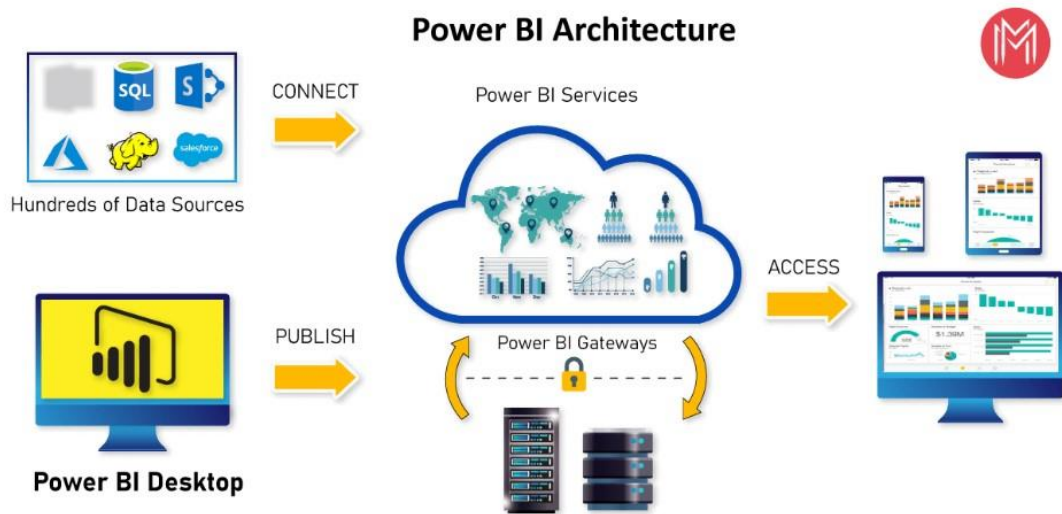 Power BI Architecture
M
SQL
S
salesforce
Hundreds of Data Sources
CONNECT
Power BI Services
ACCESS
PUBLISH
Power BI Gateways
Power BI Desktop